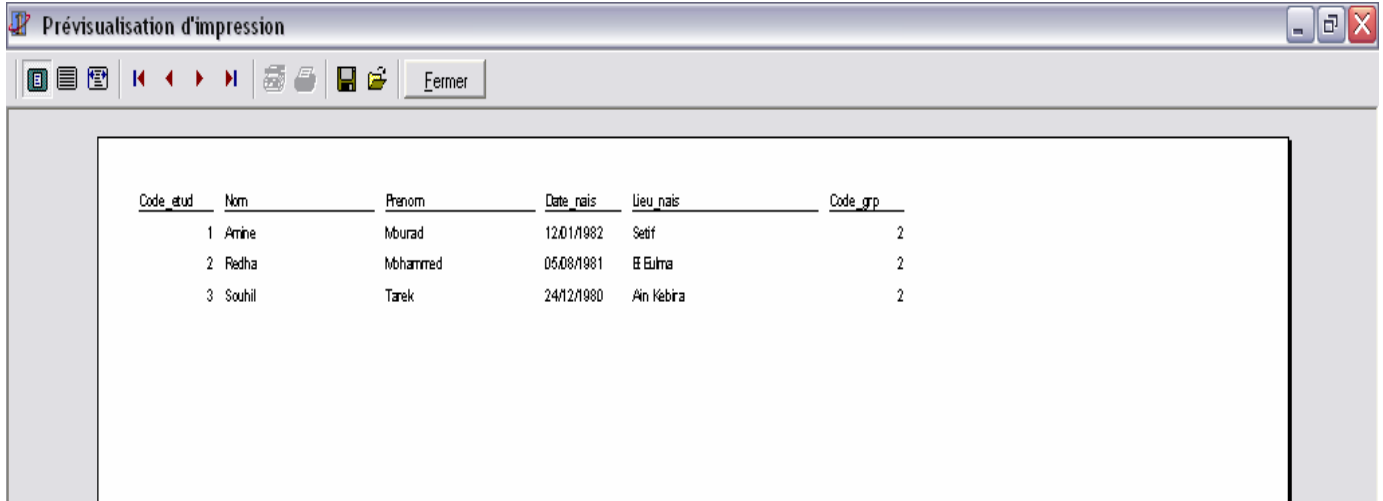 Prévisualisation d'impression
Fermer
Code_etud Nom Prenom Date_nais Lieu_nais Code_grp
1 Amine Mourad 12/01/1982 Setif 2
2 Redha Mohammed 05/08/1981 El Eulma 2
3 Souhil Tarek 24/12/1980 Ain Kebira 2